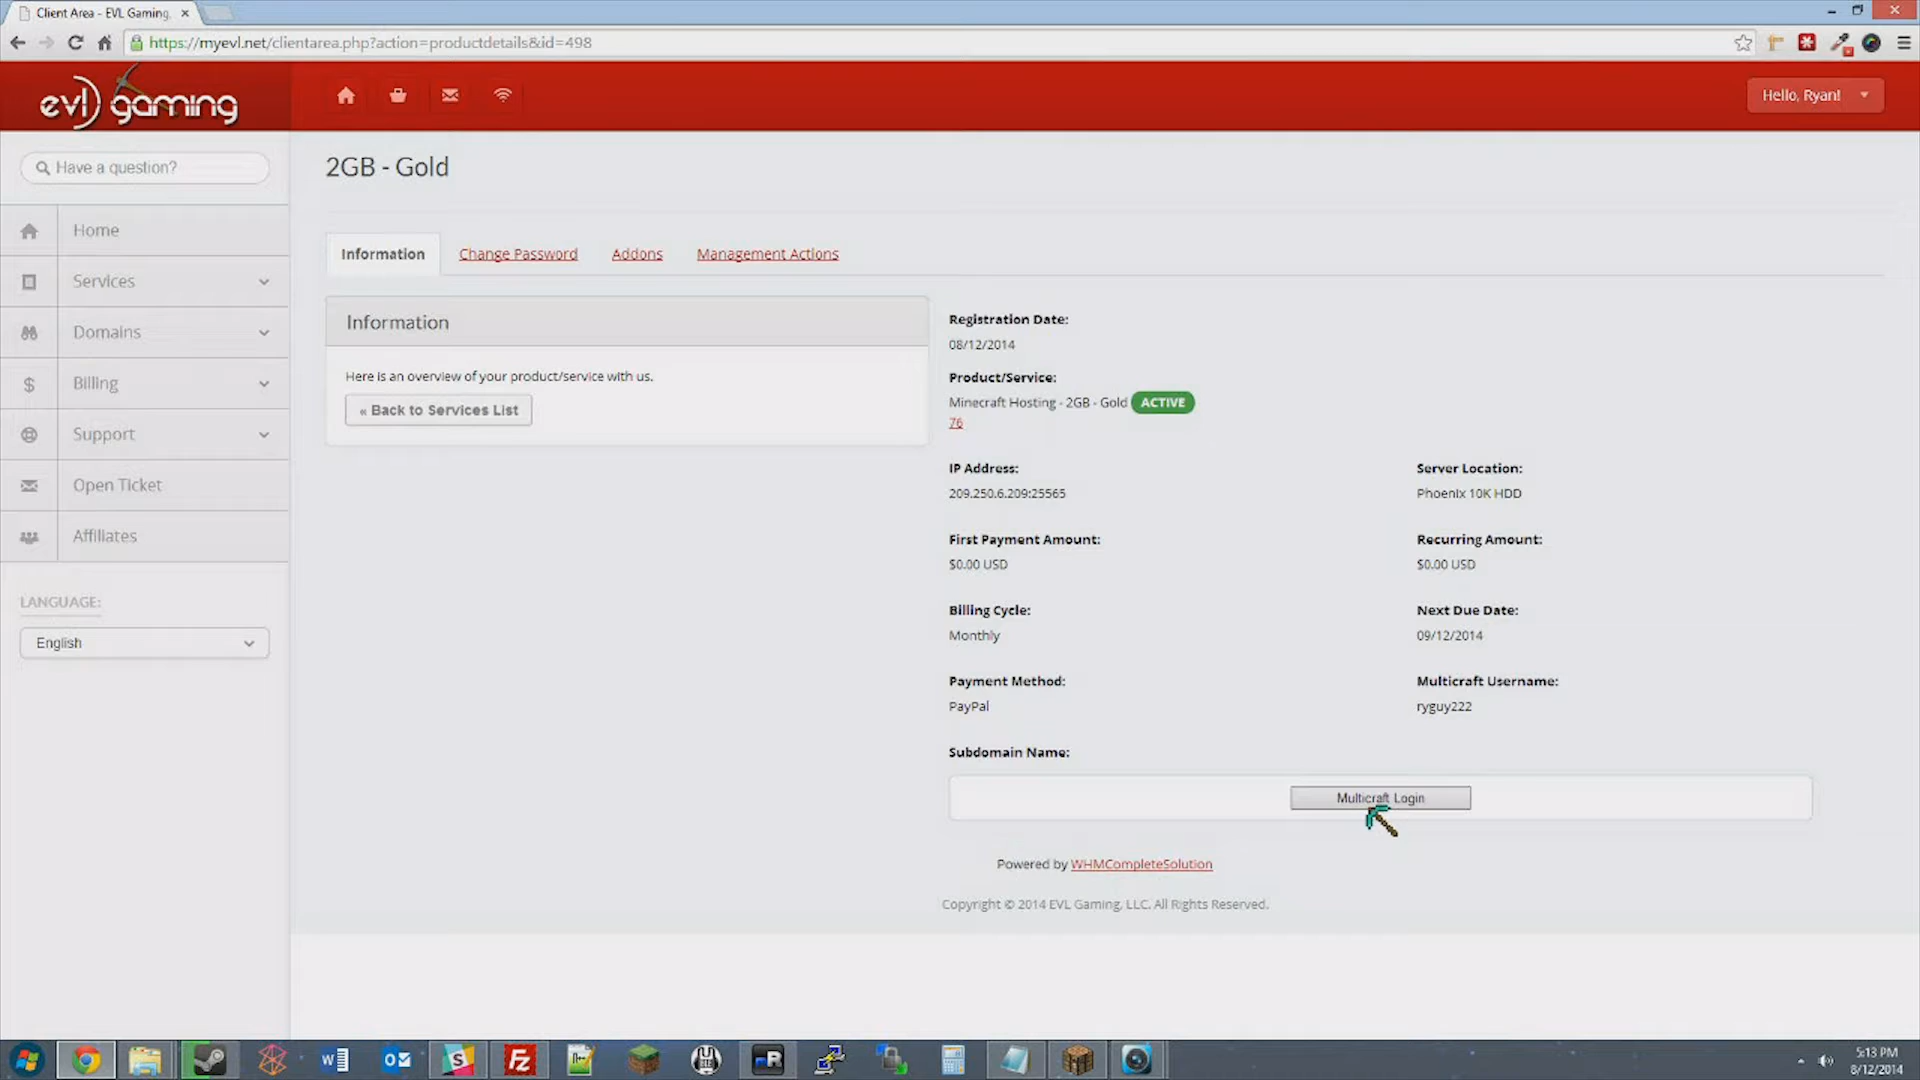 Client Area - EVL Gaming
https://myevl.net/clientarea.php?action=productdetails&id=498
evl gaming
Hello, Ryan!
Have a question?
Home
Services
Domains
Billing
Support
Open Ticket
Affiliates
LANGUAGE:
English
2GB - Gold
Information
Change Password
Addons
Management Actions
Information
Here is an overview of your product/service with us.
« Back to Services List
Registration Date:
08/12/2014
Product/Service:
Minecraft Hosting - 2GB - Gold ACTIVE
76
IP Address:
209.250.6.209:25565
Server Location:
Phoenix 10K HDD
First Payment Amount:
$0.00 USD
Recurring Amount:
$0.00 USD
Billing Cycle:
Monthly
Next Due Date:
09/12/2014
Payment Method:
PayPal
Multicraft Username:
ryguy222
Subdomain Name:
Multicraft Login
Powered by WHMCompleteSolution
Copyright © 2014 EVL Gaming, LLC. All Rights Reserved.
5:13 PM
8/12/2014